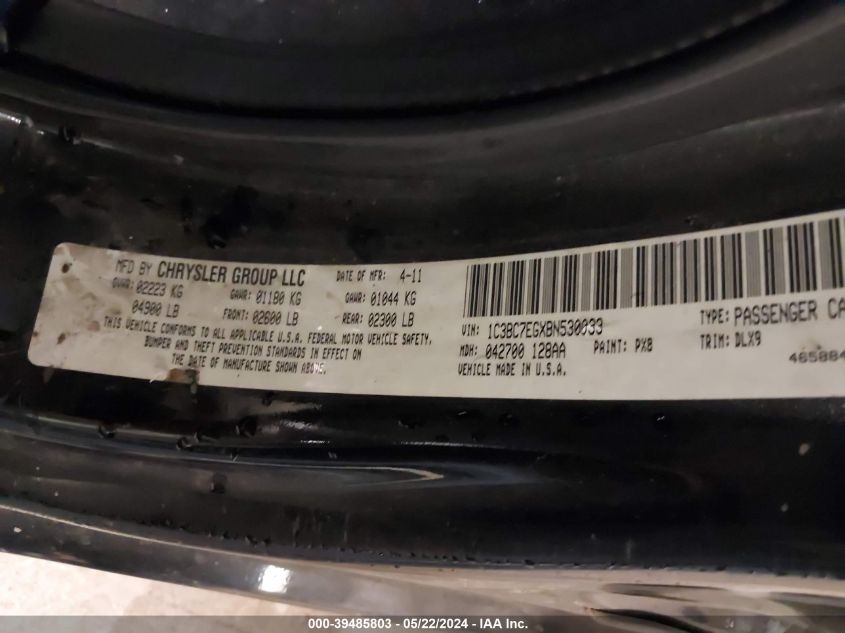 MFD BY CHRYSLER GROUP LLC DATE OF MFR: 4-11
GVWR: 02223 KG GAWR: 01180 KG GAWR: 01044 KG
04900 LB FRONT: 02600 LB REAR: 02300 LB
THIS VEHICLE CONFORMS TO ALL APPLICABLE U.S.A. FEDERAL MOTOR VEHICLE SAFETY,
BUMPER AND THEFT PREVENTION STANDARDS IN EFFECT ON
THE DATE OF MANUFACTURE SHOWN ABOVE.
VIN: 1C3BC7EGXBN530039 TYPE: PASSENGER CA
MDH: 042700 128AA PAINT: PX8 TRIM: DLX9
VEHICLE MADE IN U.S.A. 465884
000-39485803 - 05/22/2024 - IAA Inc.